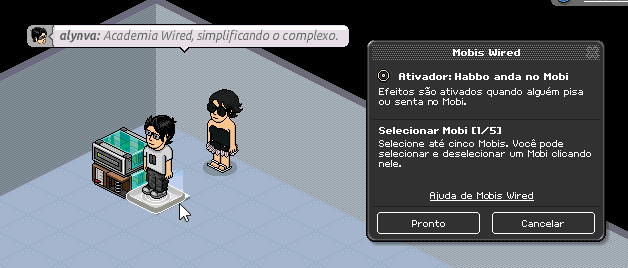 alynva: Academia Wired, simplificando o complexo.
Mobis Wired
Ativador: Habbo anda no Mobi
Efeitos são ativados quando alguém pisa
ou senta no Mobi.
Selecionar Mobi [1/5]
Selecione até cinco Mobis. Você pode
selecionar e deselecionar um Mobi clicando
nele.
Ajuda de Mobis Wired
Pronto
Cancelar